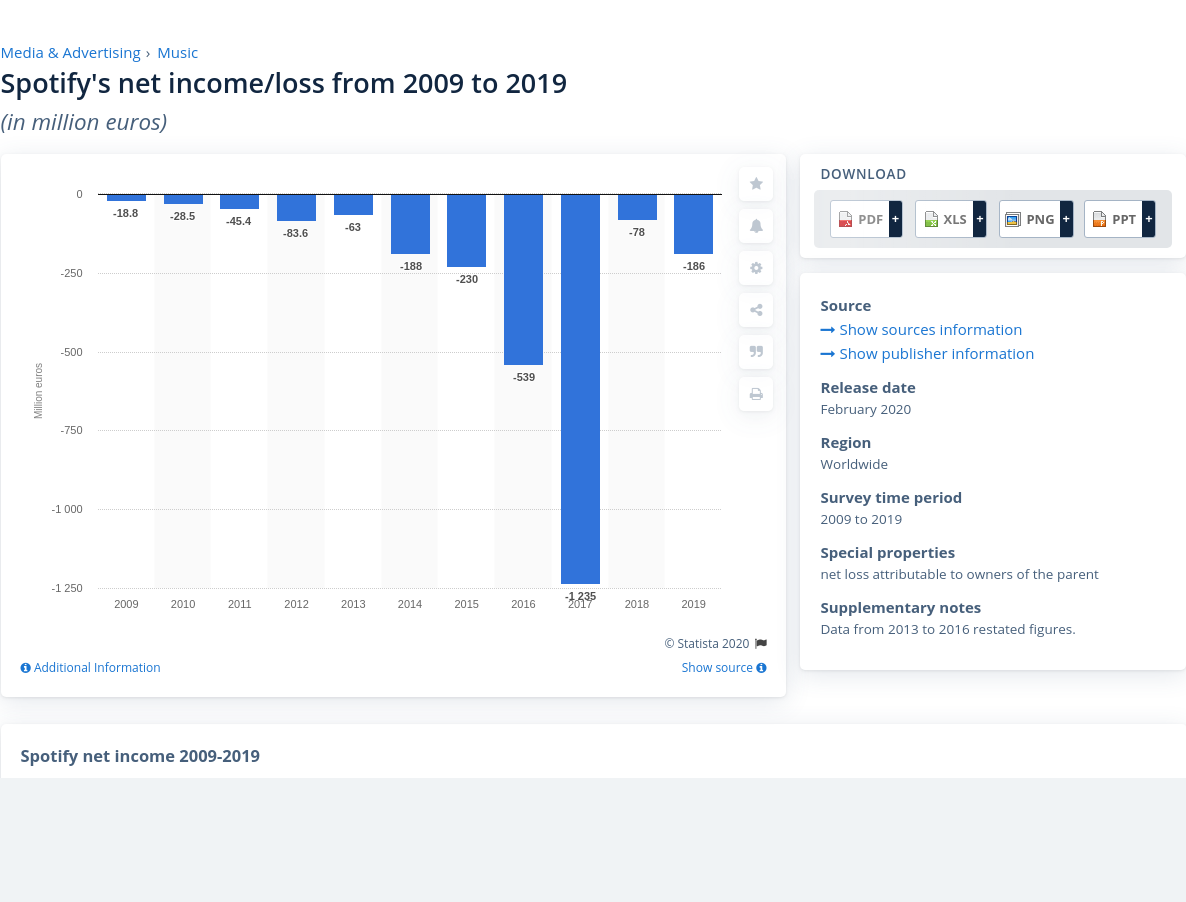 Media & Advertising › Music
Spotify's net income/loss from 2009 to 2019
(in million euros)
0
-250
-500
-750
-1 000
-1 250
Million euros
-18.8
-28.5
-45.4
-83.6
-63
-188
-230
-539
-1 235
-78
-186
2009 2010 2011 2012 2013 2014 2015 2016 2017 2018 2019
© Statista 2020
Additional Information
Show source
DOWNLOAD
PDF + XLS + PNG + PPT +
Source
Show sources information
Show publisher information
Release date
February 2020
Region
Worldwide
Survey time period
2009 to 2019
Special properties
net loss attributable to owners of the parent
Supplementary notes
Data from 2013 to 2016 restated figures.
Spotify net income 2009-2019